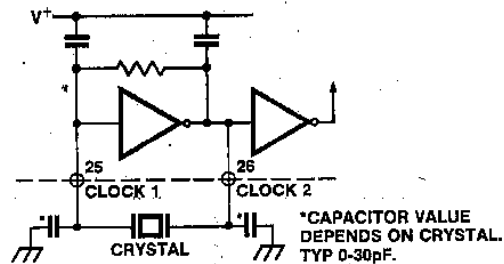 V+
*
25
26
CLOCK 1
CLOCK 2
*
*
CRYSTAL
*CAPACITOR VALUE
DEPENDS ON CRYSTAL.
TYP 0-30pF.